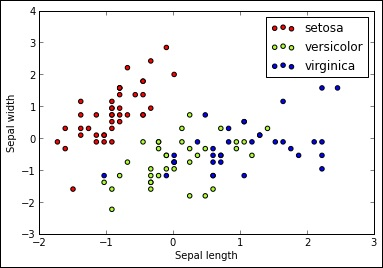 4
3
2
1
0
−1
−2
−3
Sepal width
setosa
versicolor
virginica
−2 −1 0 1 2 3
Sepal length